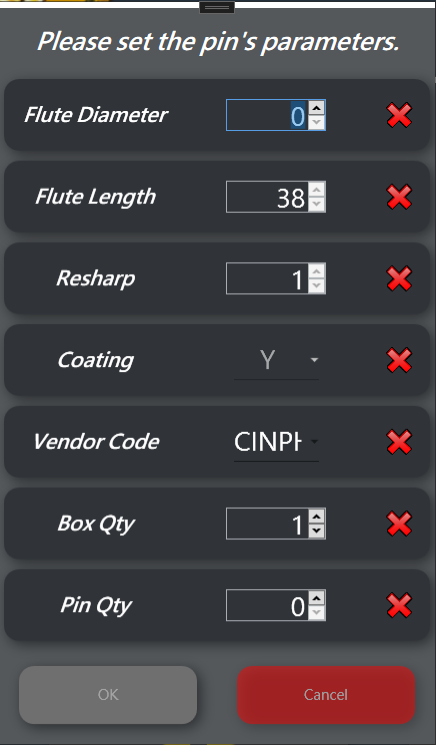 Please set the pin's parameters.
Flute Diameter 0
Flute Length 38
Resharp 1
Coating Y
Vendor Code
Box Qty 1
Pin Qty 0
OK Cancel